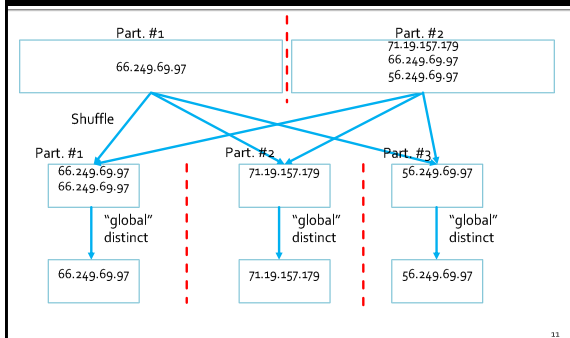 Part. #1
Part. #2
66.249.69.97
71.19.157.179
66.249.69.97
56.249.69.97
Shuffle
Part. #1
Part. #2
Part. #3
66.249.69.97
66.249.69.97
71.19.157.179
56.249.69.97
“global”
distinct
“global”
distinct
“global”
distinct
66.249.69.97
71.19.157.179
56.249.69.97
11